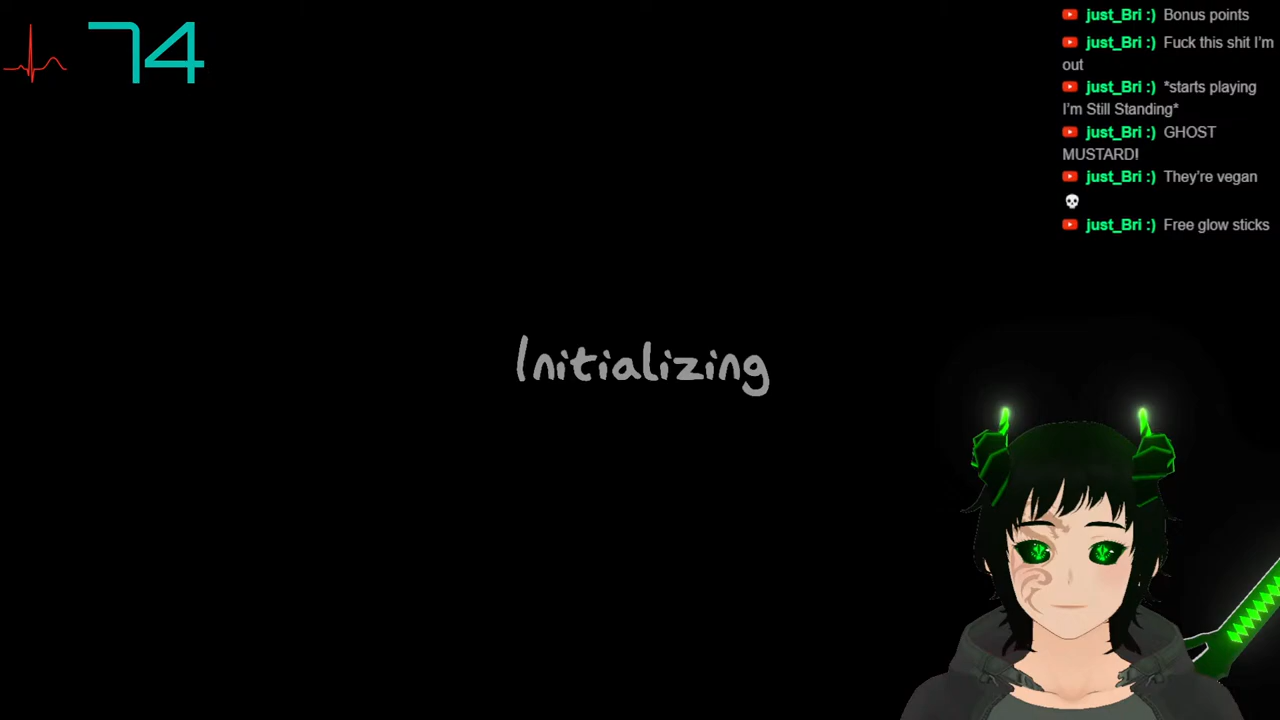 74
just_Bri :) Bonus points
just_Bri :) Fuck this shit I'm
out
just_Bri :) *starts playing
I'm Still Standing*
just_Bri :) GHOST
MUSTARD!
just_Bri :) They're vegan
💀
just_Bri :) Free glow sticks
Initializing